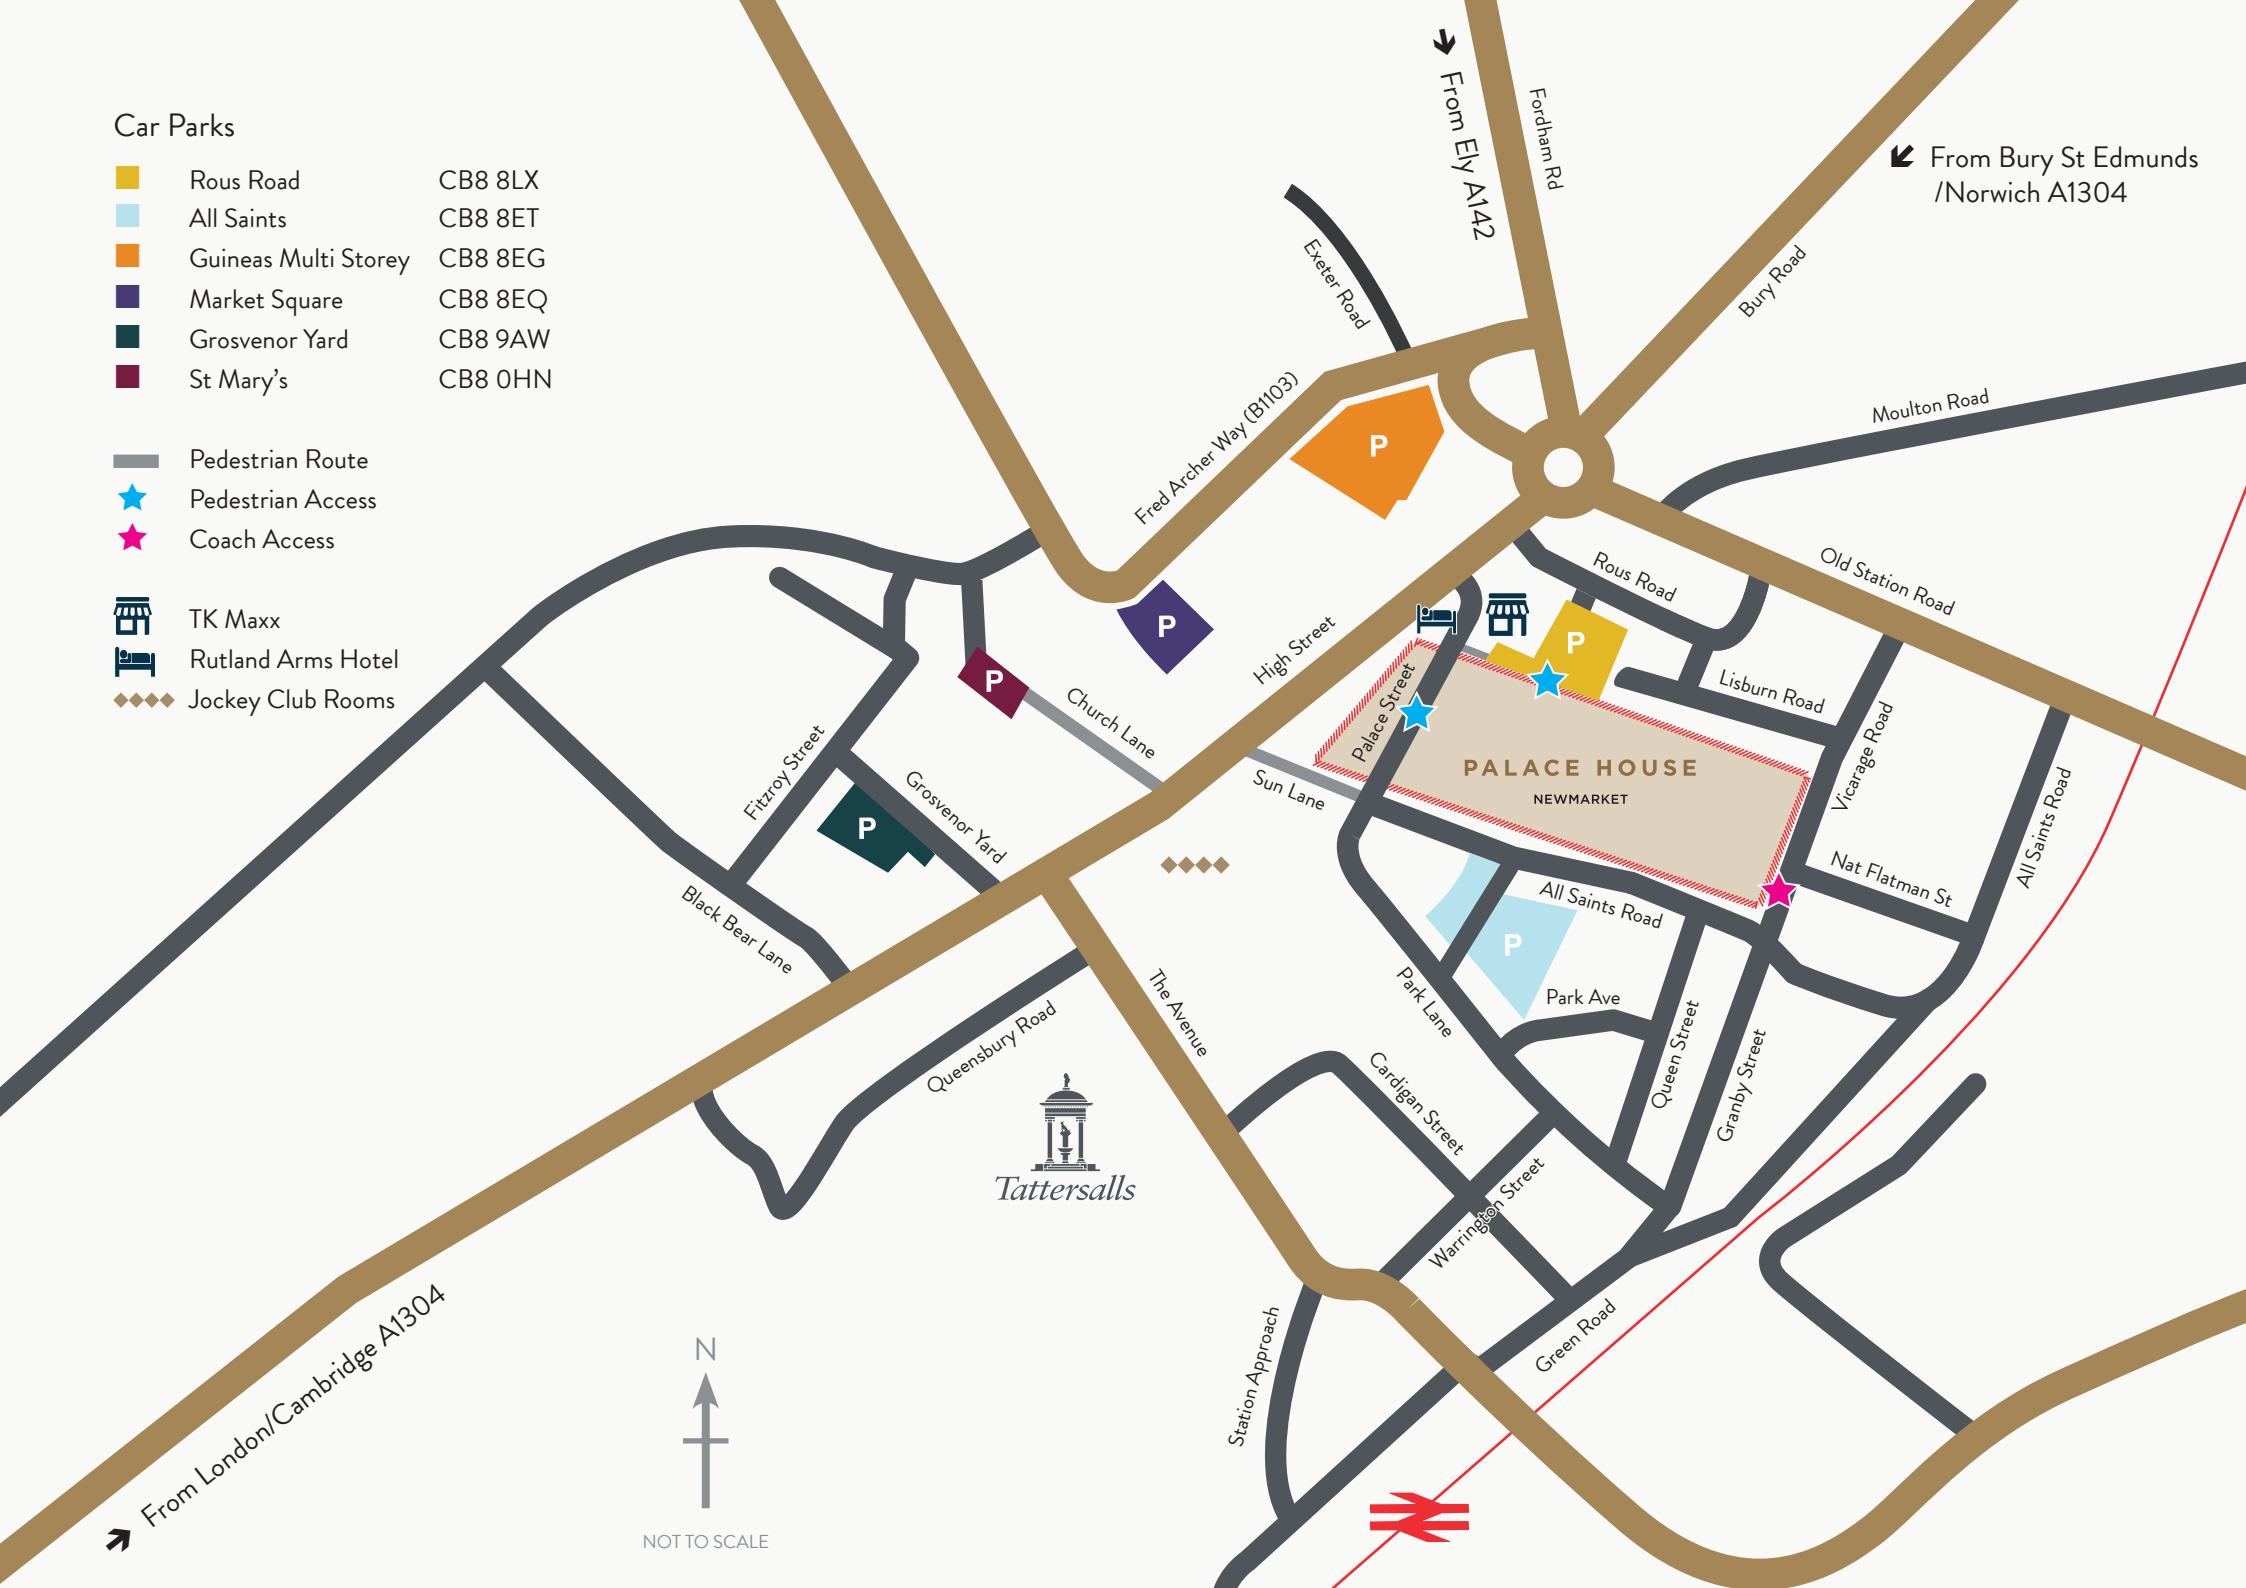 Car Parks
Rous Road CB8 8LX
All Saints CB8 8ET
Guineas Multi Storey CB8 8EG
Market Square CB8 8EQ
Grosvenor Yard CB8 9AW
St Mary's CB8 0HN
Pedestrian Route
Pedestrian Access
Coach Access
TK Maxx
Rutland Arms Hotel
Jockey Club Rooms
From Ely A142
Fordham Rd
From Bury St Edmunds
/Norwich A1304
Bury Road
Exeter Road
Moulton Road
Fred Archer Way (B1103)
P
P
P
P
P
P
Old Station Road
Rous Road
High Street
Lisburn Road
Palace Street
Vicarage Road
PALACE HOUSE
NEWMARKET
Church Lane
Sun Lane
Fitzroy Street
Grosvenor Yard
All Saints Road
Nat Flatman St
All Saints Road
Black Bear Lane
Park Lane
Park Ave
The Avenue
Queensbury Road
Queen Street
Granby Street
Cardigan Street
Warrington Street
Tattersalls
Green Road
Station Approach
From London/Cambridge A1304
N
NOT TO SCALE